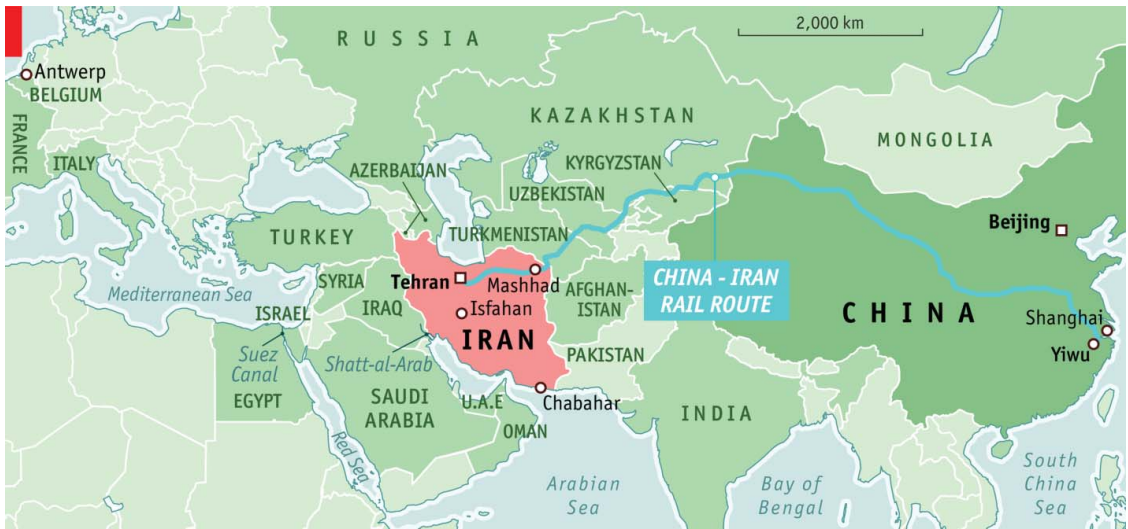 2,000 km
RUSSIA
Antwerp
BELGIUM
FRANCE
ITALY
KAZAKHSTAN
MONGOLIA
AZERBAIJAN
KYRGYZSTAN
UZBEKISTAN
TURKEY
TURKMENISTAN
Beijing
Tehran
Mashhad
SYRIA
AFGHAN-
ISTAN
CHINA - IRAN
RAIL ROUTE
Mediterranean Sea
IRAQ
Isfahan
ISRAEL
IRAN
CHINA
Shanghai
Yiwu
Suez
Canal
Shatt-al-Arab
PAKISTAN
EGYPT
SAUDI
ARABIA
U.A.E
Chabahar
INDIA
OMAN
Red Sea
Arabian
Sea
Bay of
Bengal
South
China
Sea